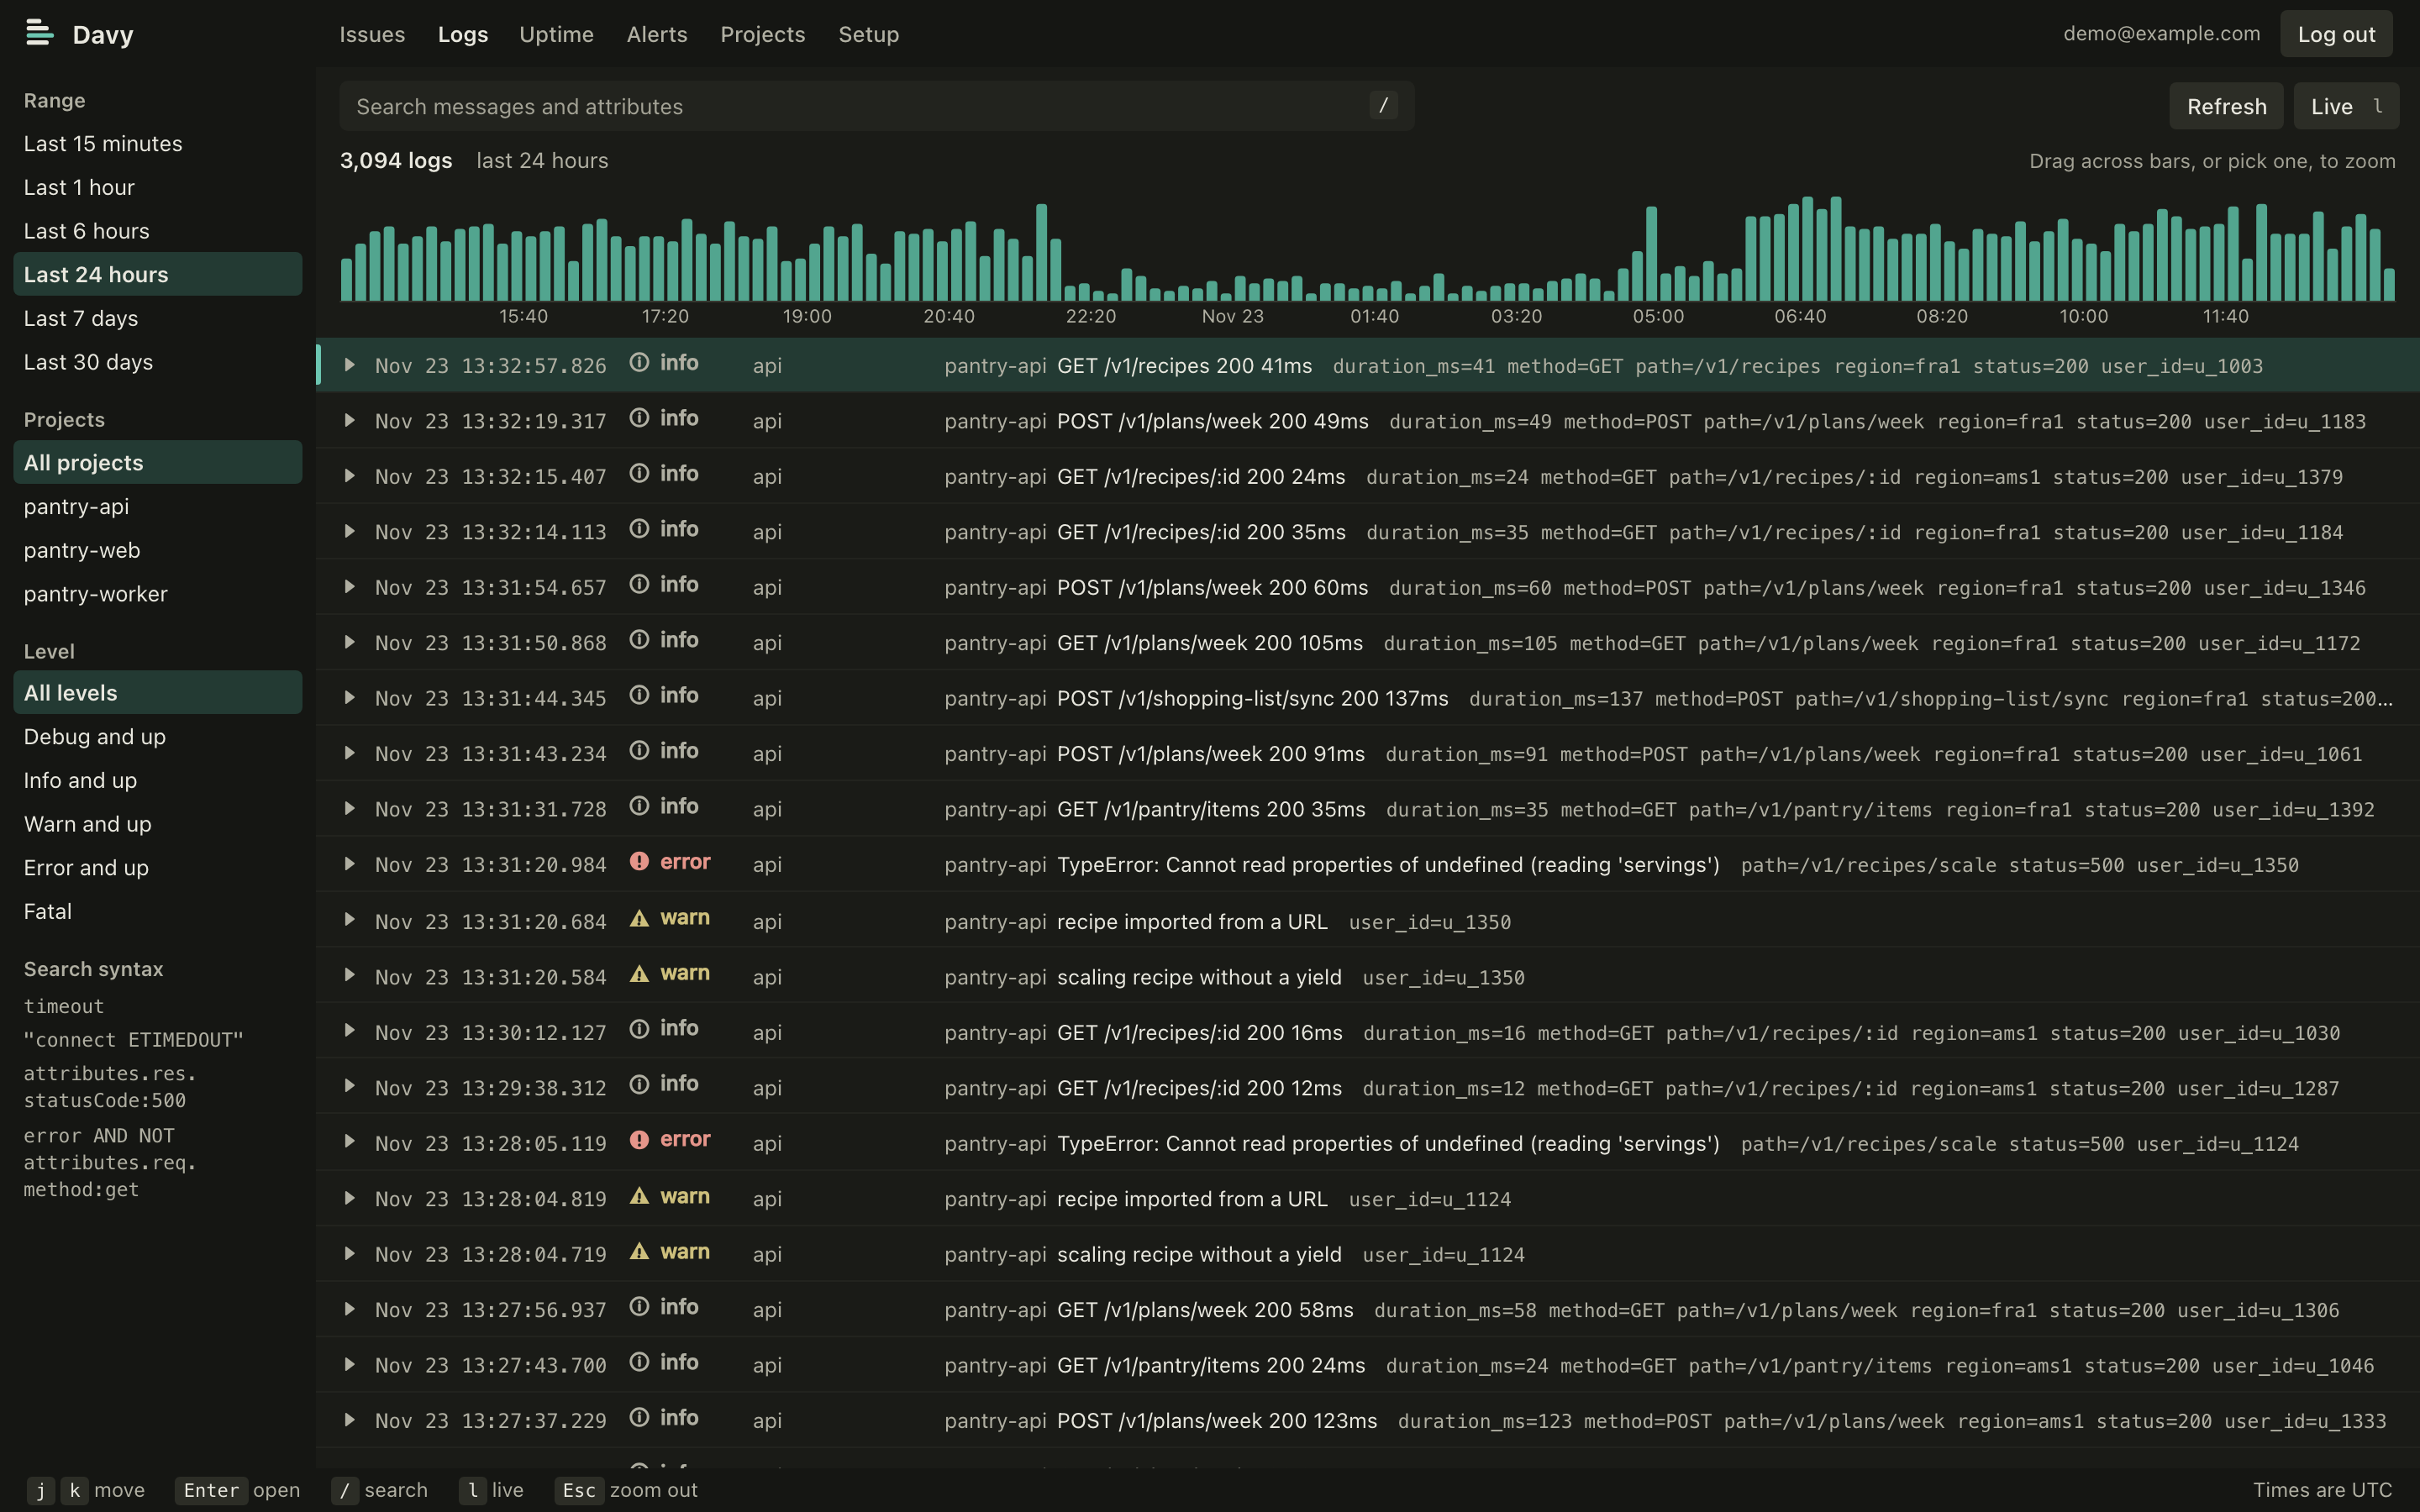 Davy
Issues Logs Uptime Alerts Projects Setup
demo@example.com Log out
Range
Last 15 minutes
Last 1 hour
Last 6 hours
Last 24 hours
Last 7 days
Last 30 days
Projects
All projects
pantry-api
pantry-web
pantry-worker
Level
All levels
Debug and up
Info and up
Warn and up
Error and up
Fatal
Search syntax
timeout
"connect ETIMEDOUT"
attributes.res.
statusCode:500
error AND NOT
attributes.req.
method:get
Search messages and attributes /
Refresh Live l
3,094 logs last 24 hours
Drag across bars, or pick one, to zoom
15:40 17:20 19:00 20:40 22:20 Nov 23 01:40 03:20 05:00 06:40 08:20 10:00 11:40
Nov 23 13:32:57.826 info api pantry-api GET /v1/recipes 200 41ms duration_ms=41 method=GET path=/v1/recipes region=fra1 status=200 user_id=u_1003
Nov 23 13:32:19.317 info api pantry-api POST /v1/plans/week 200 49ms duration_ms=49 method=POST path=/v1/plans/week region=fra1 status=200 user_id=u_1183
Nov 23 13:32:15.407 info api pantry-api GET /v1/recipes/:id 200 24ms duration_ms=24 method=GET path=/v1/recipes/:id region=ams1 status=200 user_id=u_1379
Nov 23 13:32:14.113 info api pantry-api GET /v1/recipes/:id 200 35ms duration_ms=35 method=GET path=/v1/recipes/:id region=fra1 status=200 user_id=u_1184
Nov 23 13:31:54.657 info api pantry-api POST /v1/plans/week 200 60ms duration_ms=60 method=POST path=/v1/plans/week region=fra1 status=200 user_id=u_1346
Nov 23 13:31:50.868 info api pantry-api GET /v1/plans/week 200 105ms duration_ms=105 method=GET path=/v1/plans/week region=fra1 status=200 user_id=u_1172
Nov 23 13:31:44.345 info api pantry-api POST /v1/shopping-list/sync 200 137ms duration_ms=137 method=POST path=/v1/shopping-list/sync region=fra1 status=200…
Nov 23 13:31:43.234 info api pantry-api POST /v1/plans/week 200 91ms duration_ms=91 method=POST path=/v1/plans/week region=fra1 status=200 user_id=u_1061
Nov 23 13:31:31.728 info api pantry-api GET /v1/pantry/items 200 35ms duration_ms=35 method=GET path=/v1/pantry/items region=fra1 status=200 user_id=u_1392
Nov 23 13:31:20.984 error api pantry-api TypeError: Cannot read properties of undefined (reading 'servings') path=/v1/recipes/scale status=500 user_id=u_1350
Nov 23 13:31:20.684 warn api pantry-api recipe imported from a URL user_id=u_1350
Nov 23 13:31:20.584 warn api pantry-api scaling recipe without a yield user_id=u_1350
Nov 23 13:30:12.127 info api pantry-api GET /v1/recipes/:id 200 16ms duration_ms=16 method=GET path=/v1/recipes/:id region=ams1 status=200 user_id=u_1030
Nov 23 13:29:38.312 info api pantry-api GET /v1/recipes/:id 200 12ms duration_ms=12 method=GET path=/v1/recipes/:id region=ams1 status=200 user_id=u_1287
Nov 23 13:28:05.119 error api pantry-api TypeError: Cannot read properties of undefined (reading 'servings') path=/v1/recipes/scale status=500 user_id=u_1124
Nov 23 13:28:04.819 warn api pantry-api recipe imported from a URL user_id=u_1124
Nov 23 13:28:04.719 warn api pantry-api scaling recipe without a yield user_id=u_1124
Nov 23 13:27:56.937 info api pantry-api GET /v1/plans/week 200 58ms duration_ms=58 method=GET path=/v1/plans/week region=fra1 status=200 user_id=u_1306
Nov 23 13:27:43.700 info api pantry-api GET /v1/pantry/items 200 24ms duration_ms=24 method=GET path=/v1/pantry/items region=ams1 status=200 user_id=u_1046
Nov 23 13:27:37.229 info api pantry-api POST /v1/plans/week 200 123ms duration_ms=123 method=POST path=/v1/plans/week region=ams1 status=200 user_id=u_1333
j k move Enter open / search l live Esc zoom out
Times are UTC